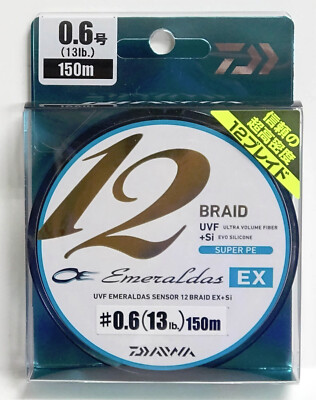 0.6号
(13lb.)
150m
信頼の
超高密度
12ブレイド
12
BRAID
UVF ULTRA VOLUME FIBER
+Si EVO SILICONE
SUPER PE
Emeraldas EX
UVF EMERALDAS SENSOR 12 BRAID EX+Si
#0.6(13lb.)150m
DAIWA